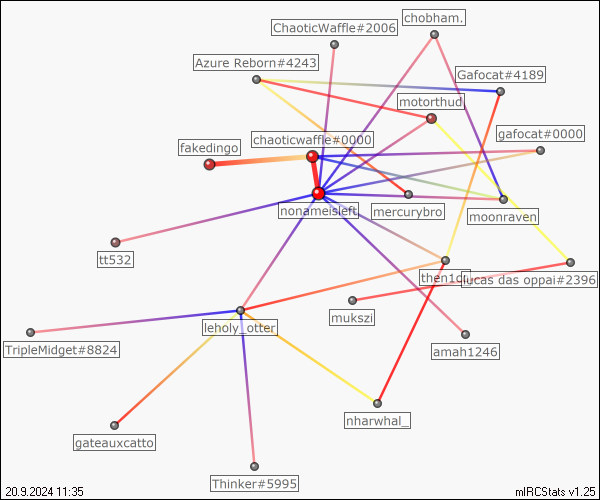 chobham.
ChaoticWaffle#2006
Azure Reborn#4243
Gafocat#4189
motorthud
gafocat#0000
chaoticwaffle#0000
fakedingo
nonameisleft
mercurybro
moonraven
tt532
lucas das oppai#2396
mukszi
leholy_otter
TripleMidget#8824
amah1246
nharwhal_
gateauxcatto
Thinker#5995
20.9.2024 11:35
mIRCStats v1.25